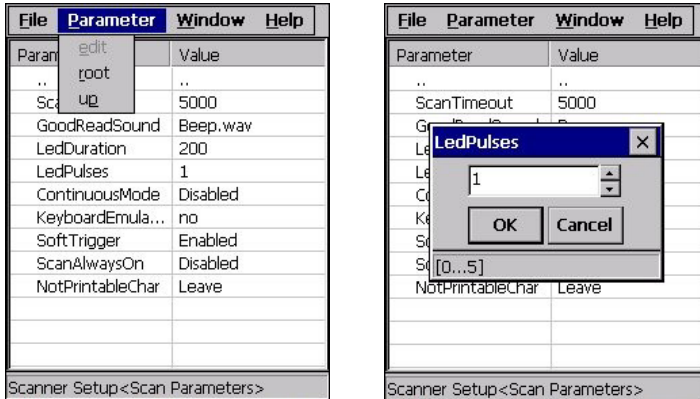 File Parameter Window Help
edit
root
up
Param Value
.. ..
Sca 5000
GoodReadSound Beep.wav
LedDuration 200
LedPulses 1
ContinuousMode Disabled
KeyboardEmula... no
SoftTrigger Enabled
ScanAlwaysOn Disabled
NotPrintableChar Leave
Scanner Setup<Scan Parameters>
File Parameter Window Help
Parameter Value
.. ..
ScanTimeout 5000
LedPulses
1
OK Cancel
[0...5]
NotPrintableChar Leave
Scanner Setup<Scan Parameters>